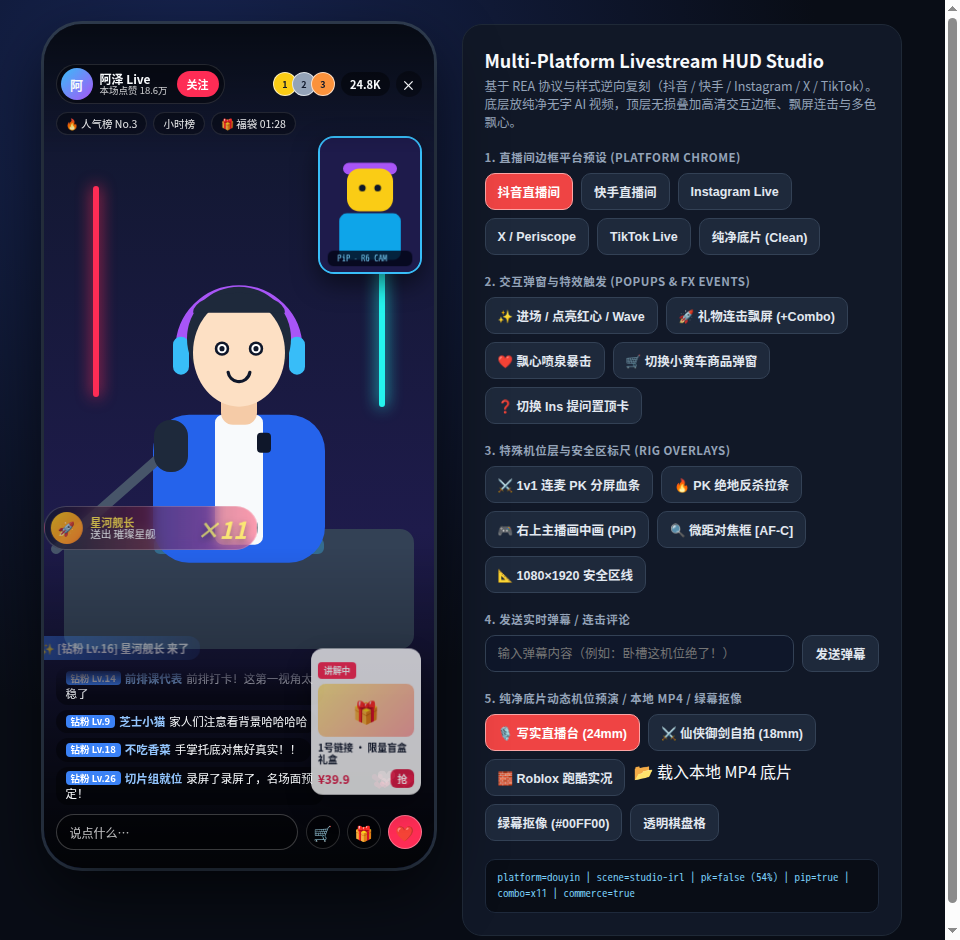 阿
阿泽 Live
本场点赞 18.6万
关注
1
2
3
24.8K
×
🔥 人气榜 No.3
小时榜
🎁 福袋 01:28
PiP · R6 CAM
星河舰长
送出 璀璨星舰
×11
✨ [钻粉 Lv.16] 星河舰长 来了
钻粉 Lv.14 前排课代表 前排打卡！这第一视角太
稳了
钻粉 Lv.9 芝士小猫 家人们注意看背景哈哈哈哈
钻粉 Lv.18 不吃香菜 手掌托底对焦好真实！！
钻粉 Lv.26 切片组就位 录屏了录屏了，名场面预
定！
讲解中
1号链接 · 限量盲盒
礼盒
¥39.9
抢
说点什么…
Multi-Platform Livestream HUD Studio
基于 REA 协议与样式逆向复刻（抖音 / 快手 / Instagram / X / TikTok）。
底层放纯净无字 AI 视频，顶层无损叠加高清交互边框、飘屏连击与多色
飘心。
1. 直播间边框平台预设 (PLATFORM CHROME)
抖音直播间
快手直播间
Instagram Live
X / Periscope
TikTok Live
纯净底片 (Clean)
2. 交互弹窗与特效触发 (POPUPS & FX EVENTS)
✨ 进场 / 点亮红心 / Wave
🚀 礼物连击飘屏 (+Combo)
❤️ 飘心喷泉暴击
🛒 切换小黄车商品弹窗
❓ 切换 Ins 提问置顶卡
3. 特殊机位层与安全区标尺 (RIG OVERLAYS)
⚔️ 1v1 连麦 PK 分屏血条
🔥 PK 绝地反杀拉条
🎮 右上主播画中画 (PiP)
🔍 微距对焦框 [AF-C]
📐 1080×1920 安全区线
4. 发送实时弹幕 / 连击评论
输入弹幕内容（例如：卧槽这机位绝了！）
发送弹幕
5. 纯净底片动态机位预演 / 本地 MP4 / 绿幕抠像
🎙️ 写实直播台 (24mm)
⚔️ 仙侠御剑自拍 (18mm)
🧱 Roblox 跑酷实况
📂 载入本地 MP4 底片
绿幕抠像 (#00FF00)
透明棋盘格
platform=douyin | scene=studio-irl | pk=false (54%) | pip=true |
combo=x11 | commerce=true